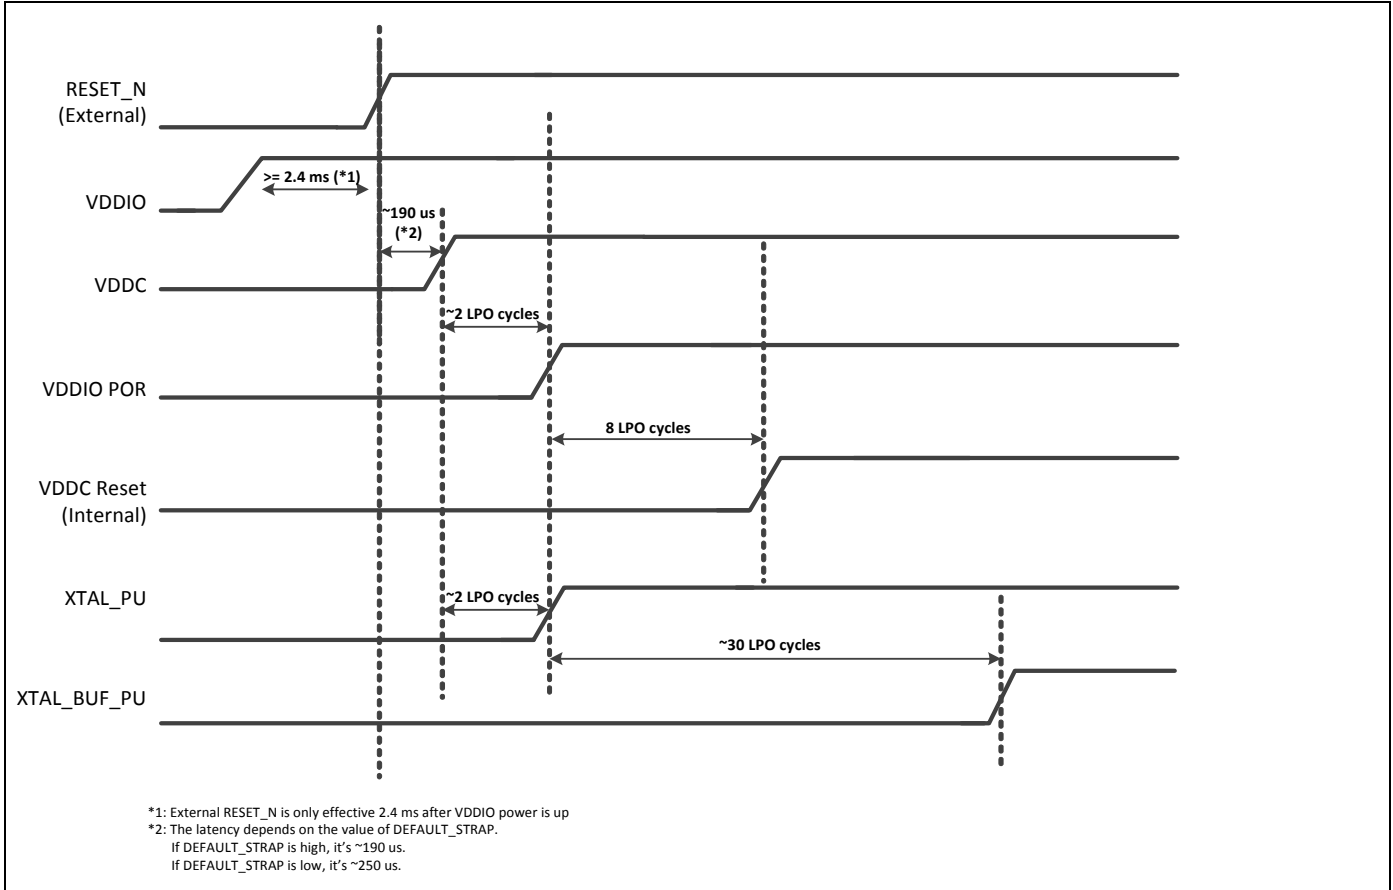 RESET_N
(External)
>= 2.4 ms (*1)
VDDIO
~190 us
(*2)
VDDC
~2 LPO cycles
VDDIO POR
8 LPO cycles
VDDC Reset
(Internal)
XTAL_PU
~2 LPO cycles
~30 LPO cycles
XTAL_BUF_PU
*1: External RESET_N is only effective 2.4 ms after VDDIO power is up
*2: The latency depends on the value of DEFAULT_STRAP.
If DEFAULT_STRAP is high, it's ~190 us.
If DEFAULT_STRAP is low, it's ~250 us.